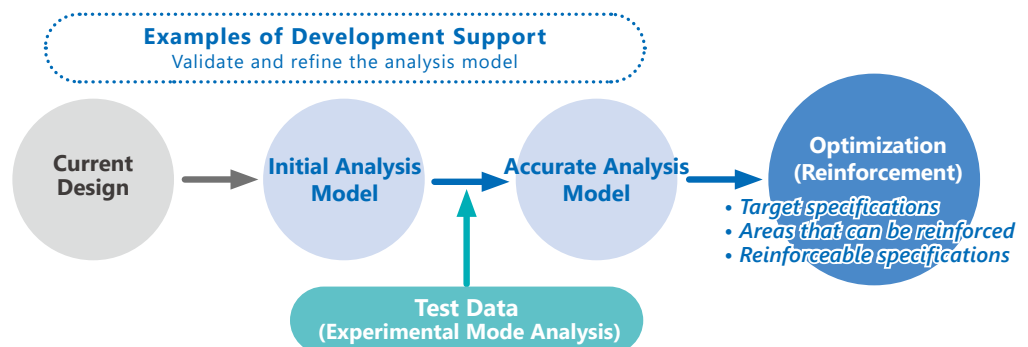 Examples of Development Support
Validate and refine the analysis model
Current
Design
Initial Analysis
Model
Accurate Analysis
Model
Optimization
(Reinforcement)
• Target specifications
• Areas that can be reinforced
• Reinforceable specifications
Test Data
(Experimental Mode Analysis)